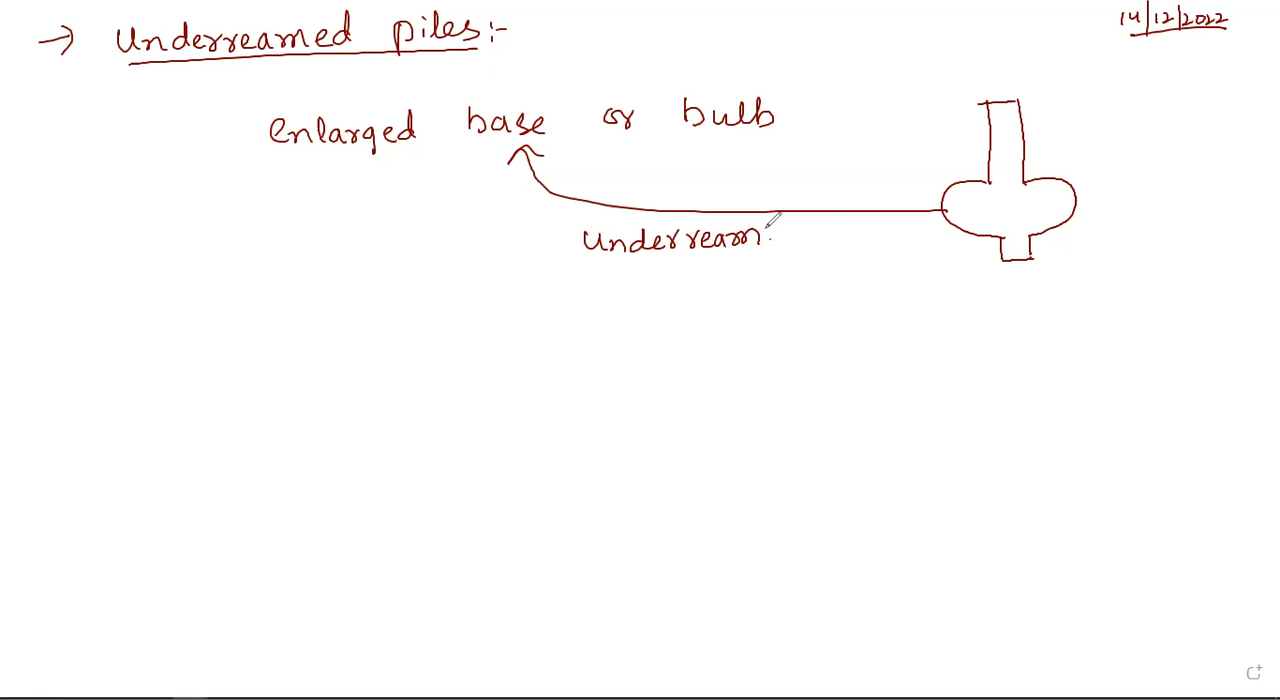 → Underreamed piles:-
14/12/2022
enlarged base or bulb
Underream.